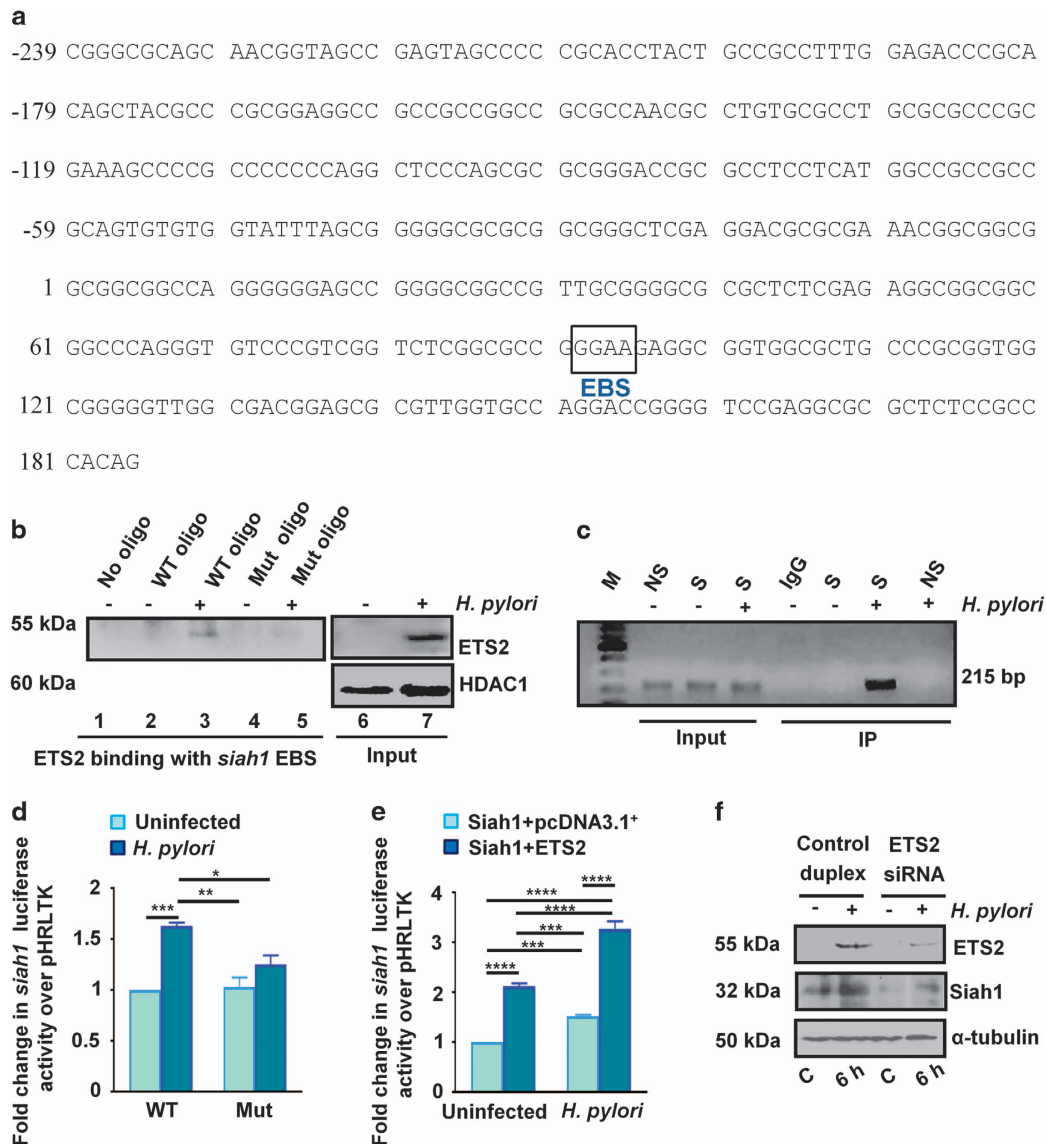 a
-239 CGGGCGCAGC AACGGTAGCC GAGTAGCCCC CGCACCTACT GCCGCCTTTG GAGACCCGCA
-179 CAGCTACGCC CGCGGAGGCC GCCGCCGGCC GCGCCAACGC CTGTGCGCCT GCGCGCCCGC
-119 GAAAGCCCCG CCCCCCCAGG CTCCCAGCGC GCGGGACCGC GCCTCCTCAT GGCCGCCGCC
-59 GCAGTGTGTG GTATTTAGCG GGGGCGCGCG GCGGGCTCGA GGACGCGCGA AACGGCGGCG
1 GCGGCGGCCA GGGGGGAGCC GGGGCGGCCG TTGCGGGGCG CGCTCTCGAG AGGCGGCGGC
61 GGCCCAGGGT GTCCCGTCGG TCTCGGCGCC GGGAAGAGGC GGTGGCGCTG CCCGCGGTGG
EBS
121 CGGGGGTTGG CGACGGAGCG CGTTGGTGCC AGGACCGGGG TCCGAGGCGC GCTCTCCGCC
181 CACAG
b
No oligo WT oligo WT oligo Mut oligo Mut oligo
- - + - + - + H. pylori
55 kDa
ETS2
60 kDa
HDAC1
1 2 3 4 5 6 7
ETS2 binding with siah1 EBS Input
c
M NS S S IgG S S NS
- - + - - + + H. pylori
215 bp
Input IP
d
Uninfected
H. pylori
Fold change in siah1 luciferase
activity over pHRLTK
2
1.5
1
0.5
0
***
**
*
WT Mut
e
Siah1+pcDNA3.1+
Siah1+ETS2
Fold change in siah1 luciferase
activity over pHRLTK
4
3
2
1
0
****
****
****
***
***
****
Uninfected H. pylori
f
Control ETS2
duplex siRNA
- + - + H. pylori
55 kDa ETS2
32 kDa Siah1
50 kDa α-tubulin
C 6 h C 6 h